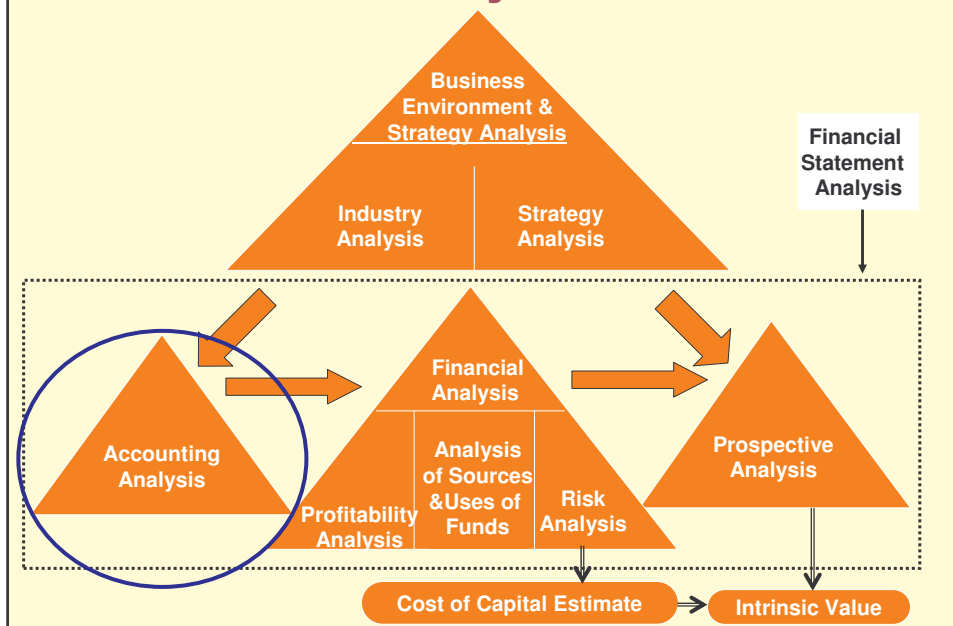 Business
Environment &
Strategy Analysis
Industry
Analysis
Strategy
Analysis
Financial
Statement
Analysis
Accounting
Analysis
Financial
Analysis
Profitability
Analysis
Analysis
of Sources
&Uses of
Funds
Risk
Analysis
Prospective
Analysis
Cost of Capital Estimate
Intrinsic Value